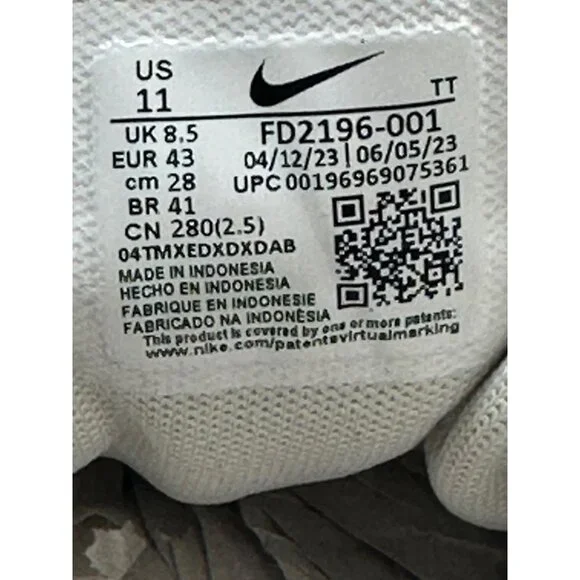 US
11
TT
UK 8.5
EUR 43
cm 28
BR 41
CN 280(2.5)
FD2196-001
04/12/23 | 06/05/23
UPC 00196969075361
04TMXEDXDXDAB
MADE IN INDONESIA
HECHO EN INDONESIA
FABRIQUE EN INDONESIE
FABRICADO NA INDONÈSIA
This product is covered by one or more patents:
www.nike.com/patentsvirtualmarking